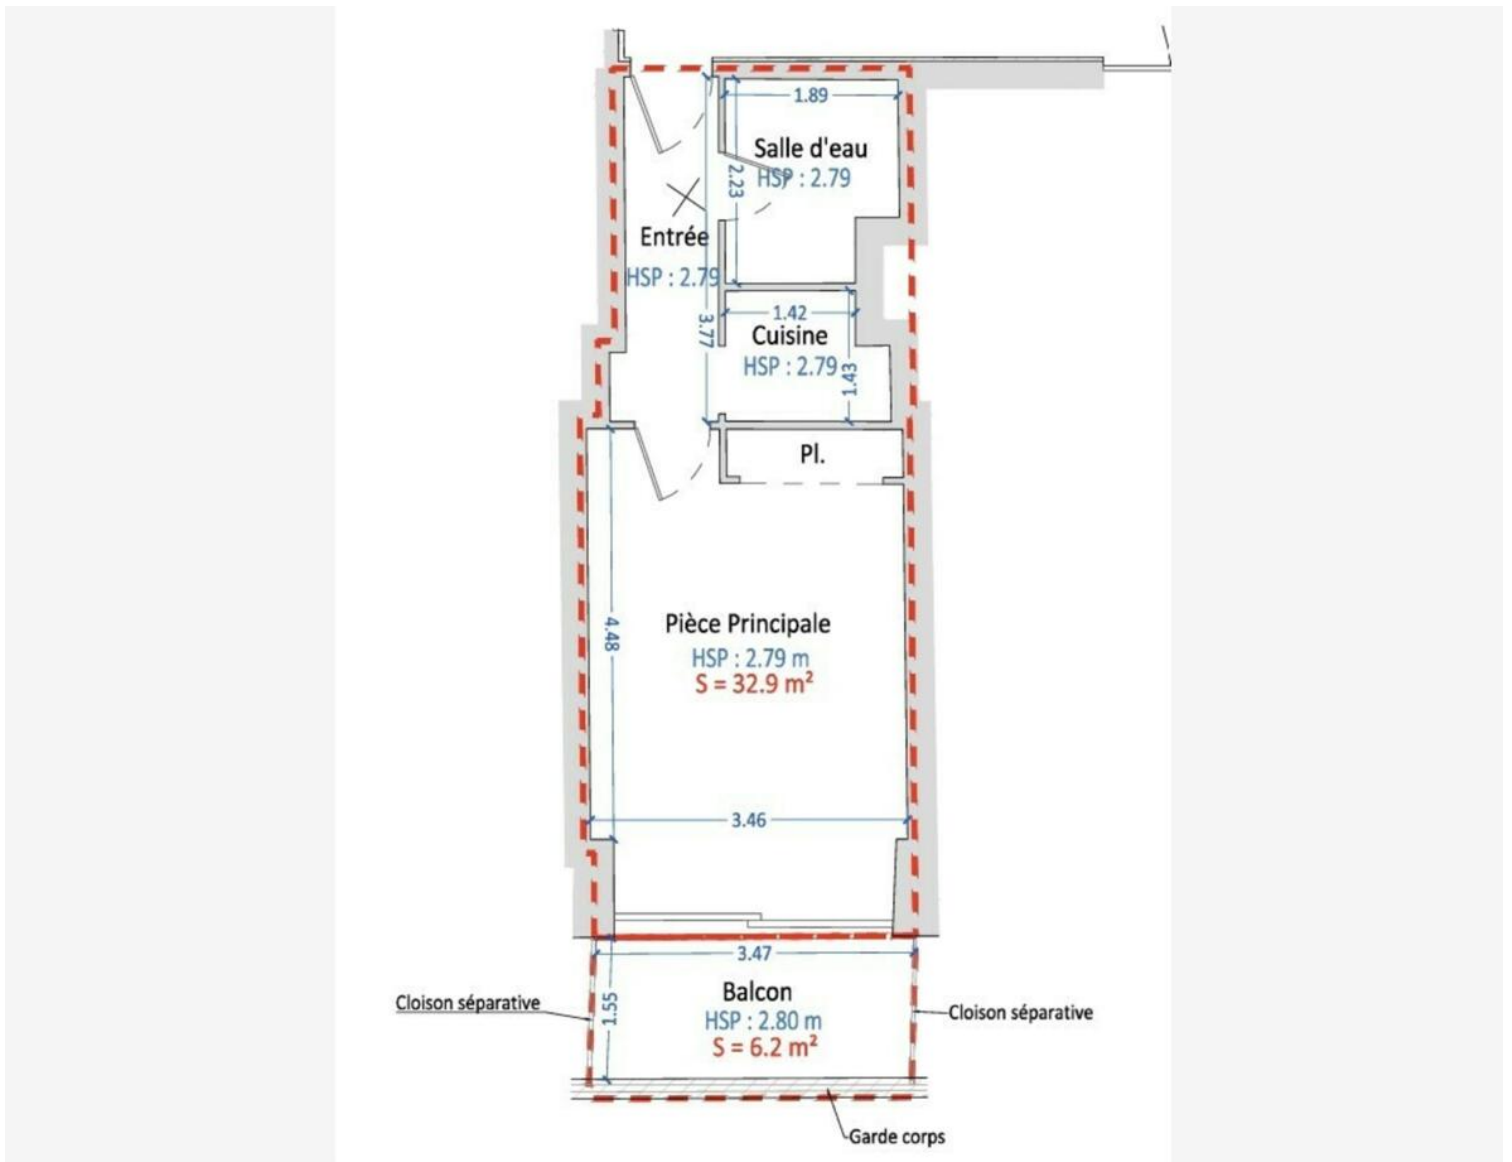 1.89
Salle d'eau
HSP : 2.79
2.23
Entrée
HSP : 2.79
3.77
1.42
Cuisine
HSP : 2.79
1.43
Pl.
4.48
Pièce Principale
HSP : 2.79 m
S = 32.9 m²
3.46
3.47
Cloison séparative
1.55
Balcon
HSP : 2.80 m
S = 6.2 m²
Cloison séparative
Garde corps